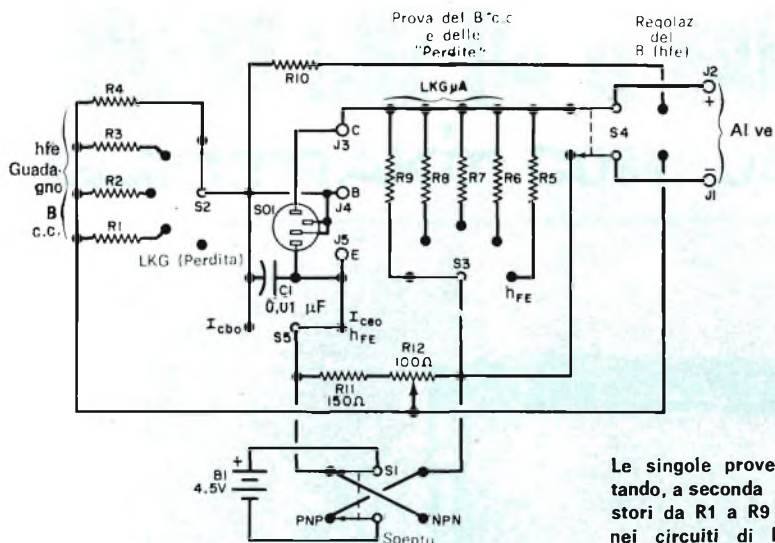 Prova del B c.c
e delle
"Perdite"
Regolaz
del
B (hfe)
R10
R4
LKG μA
J2
+
hfe
Guada-
gno
B
c.c.
R3
R2
R1
S2
LKG (Perdita)
C
J3
SO1
B
J4
J5
E
R9
R8
R7
R6
R5
S4
Al ve
J1
C1
0,01 μF
S3
hFE
Icbo
Iceo
hFE
S5
R11
150Ω
R12
100Ω
B1
4.5V
+
S1
PNP
NPN
Spento
Le singole prove
tando, a seconda
stori da R1 a R9
nei circuiti di